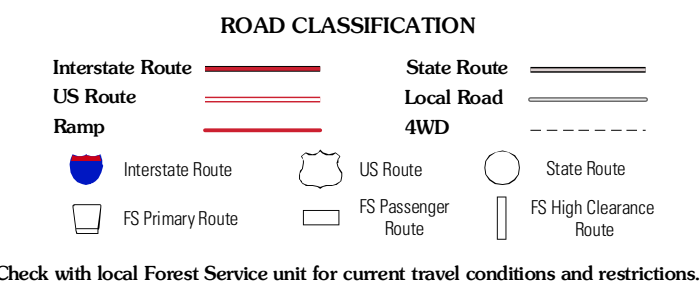 ROAD CLASSIFICATION
Interstate Route
State Route
US Route
Local Road
Ramp
4WD
Interstate Route
US Route
State Route
FS Primary Route
FS Passenger
Route
FS High Clearance
Route
Check with local Forest Service unit for current travel conditions and restrictions.